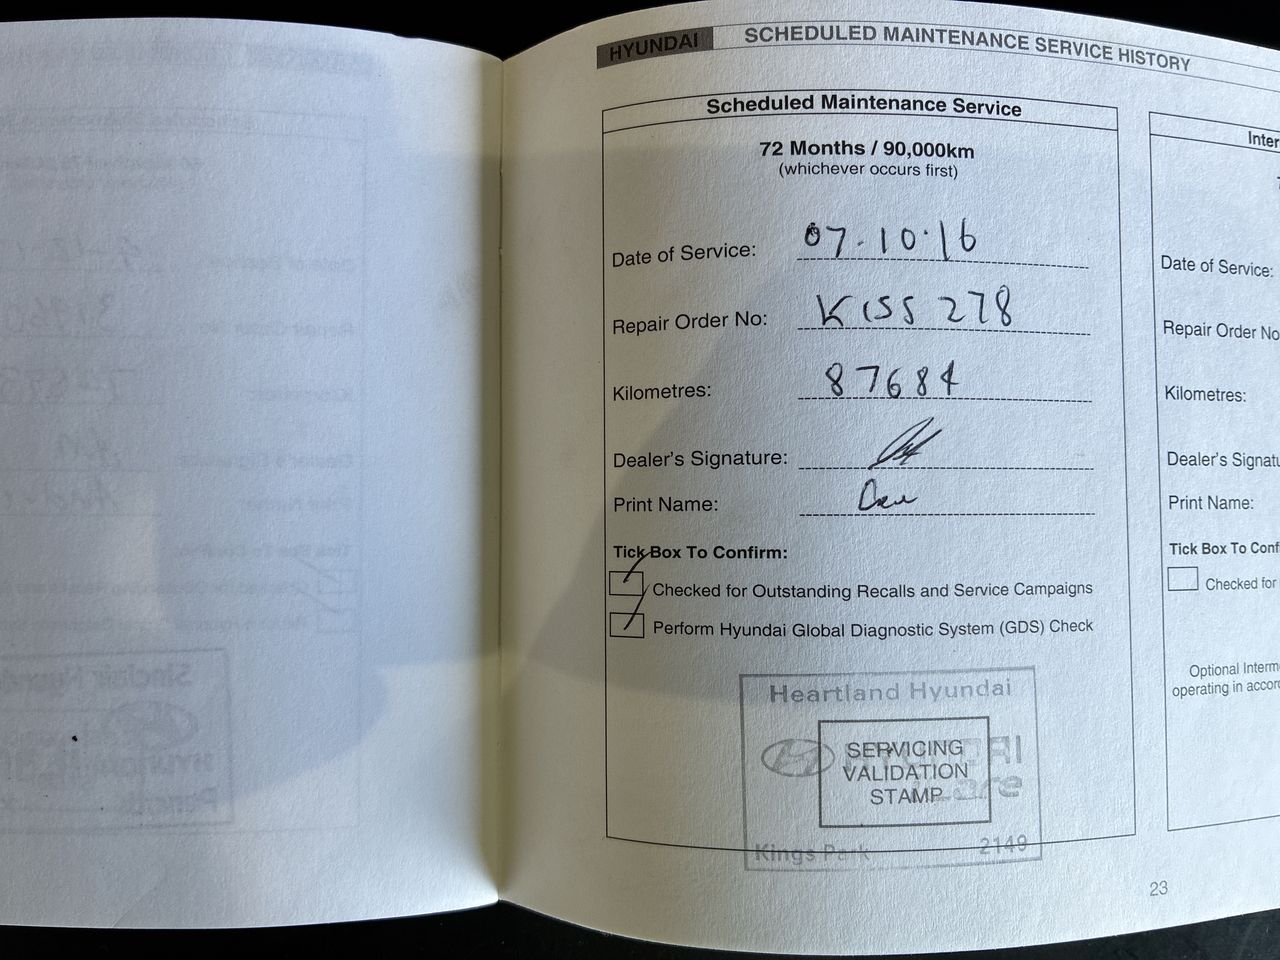 HYUNDAI SCHEDULED MAINTENANCE SERVICE HISTORY
Scheduled Maintenance Service
72 Months / 90,000km
(whichever occurs first)
Date of Service: 07.10.16
Repair Order No: KISS 278
Kilometres: 87684
Dealer's Signature:
Print Name:
Tick Box To Confirm:
Checked for Outstanding Recalls and Service Campaigns
Perform Hyundai Global Diagnostic System (GDS) Check
Heartland Hyundai
SERVICING
VALIDATION
STAMP
Kings Park 2149
Inter
Date of Service:
Repair Order No
Kilometres:
Dealer's Signatu
Print Name:
Tick Box To Conf
Checked for
Optional Interm
operating in accor
23